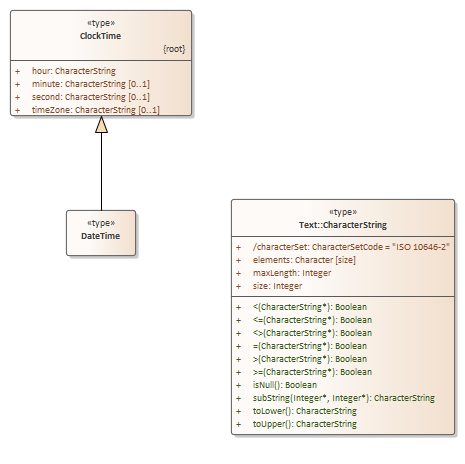 «type»
ClockTime
{root}
+ hour: CharacterString
+ minute: CharacterString [0..1]
+ second: CharacterString [0..1]
+ timeZone: CharacterString [0..1]
«type»
DateTime
«type»
Text::CharacterString
+ /characterSet: CharacterSetCode = "ISO 10646-2"
+ elements: Character [size]
+ maxLength: Integer
+ size: Integer
+ <(CharacterString*): Boolean
+ <=(CharacterString*): Boolean
+ <>(CharacterString*): Boolean
+ =(CharacterString*): Boolean
+ >(CharacterString*): Boolean
+ >=(CharacterString*): Boolean
+ isNull(): Boolean
+ subString(Integer*, Integer*): CharacterString
+ toLower(): CharacterString
+ toUpper(): CharacterString